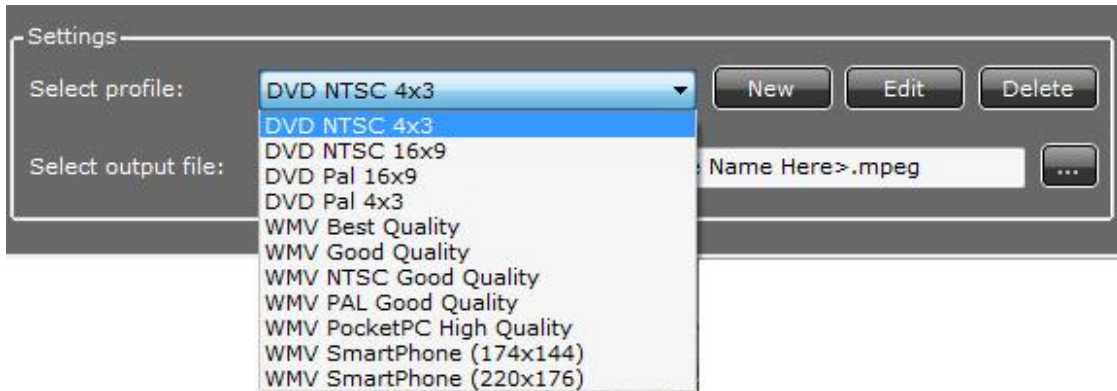 Settings
Select profile: DVD NTSC 4x3 New Edit Delete
DVD NTSC 4x3
DVD NTSC 16x9
Select output file: Name Here>.mpeg ...
DVD Pal 16x9
DVD Pal 4x3
WMV Best Quality
WMV Good Quality
WMV NTSC Good Quality
WMV PAL Good Quality
WMV PocketPC High Quality
WMV SmartPhone (174x144)
WMV SmartPhone (220x176)